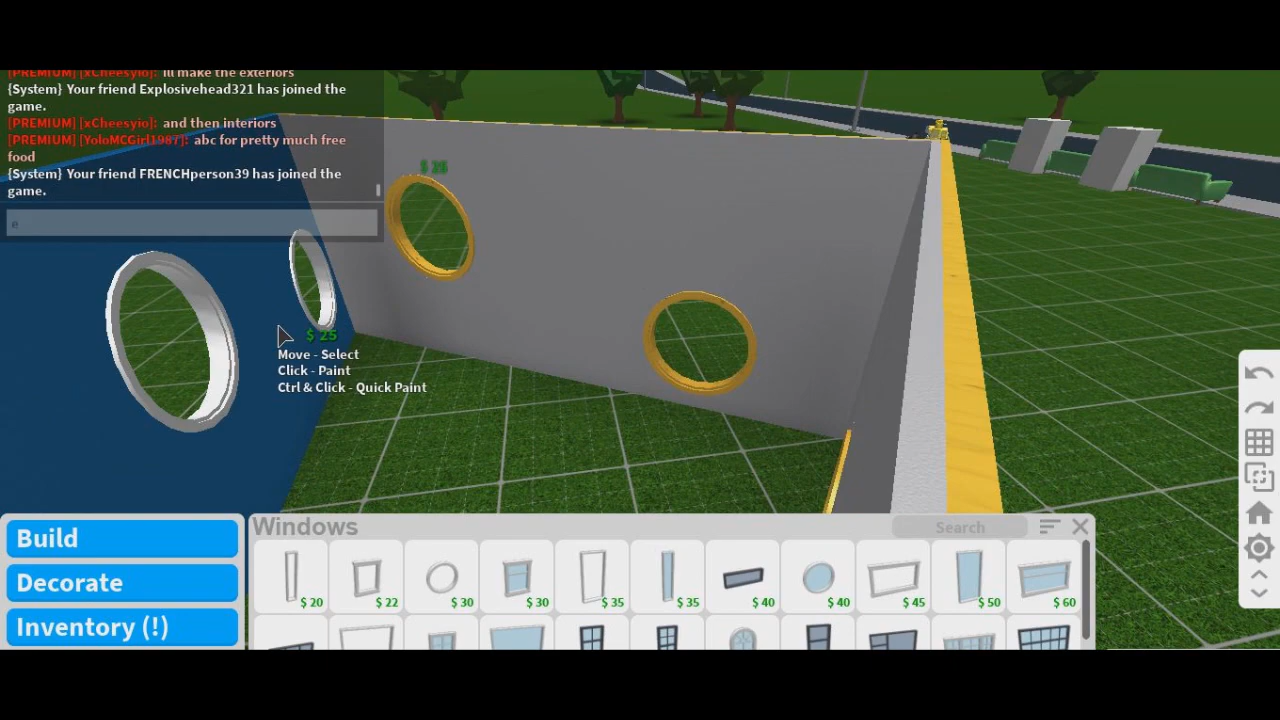 [PREMIUM] [xCheesyio]: ill make the exteriors
{System} Your friend Explosivehead321 has joined the
game.
[PREMIUM] [xCheesyio]: and then interiors
[PREMIUM] [YoloMCGirl1987]: abc for pretty much free
food
{System} Your friend FRENCHperson39 has joined the
game.
e
$ 25
Move - Select
Click - Paint
Ctrl & Click - Quick Paint
Build
Decorate
Inventory (!)
Windows
Search
$ 20 $ 22 $ 30 $ 30 $ 35 $ 35 $ 40 $ 40 $ 45 $ 50 $ 60